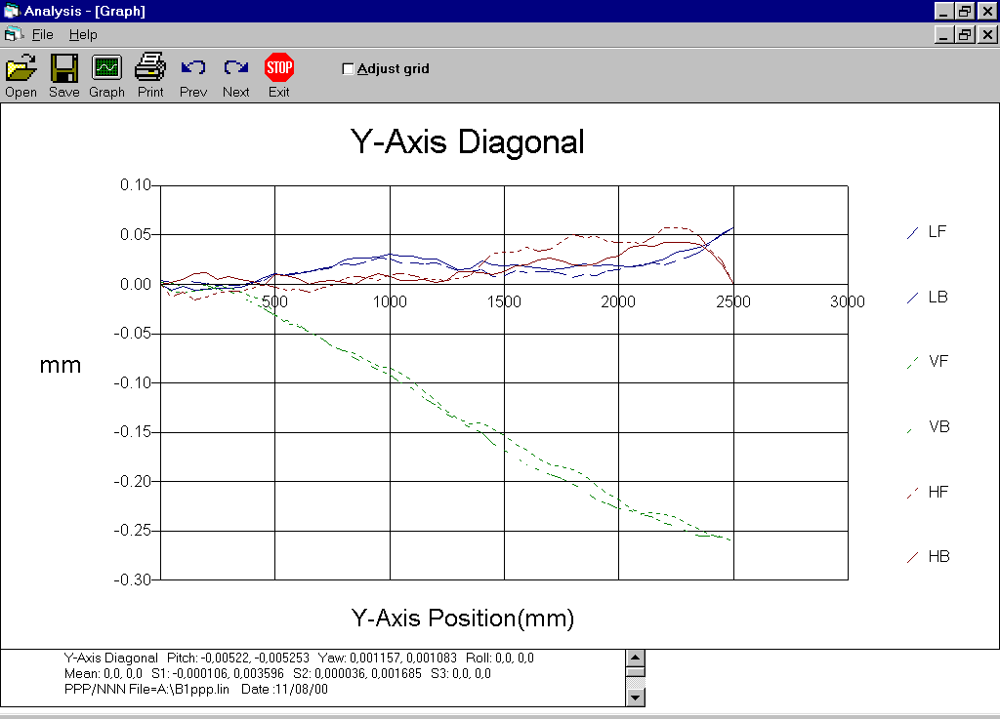 Analysis - [Graph]
File Help
Open Save Graph Print Prev Next STOP Exit Adjust grid
Y-Axis Diagonal
0.10
0.05
0.00
-0.05
-0.10
-0.15
-0.20
-0.25
-0.30
500 1000 1500 2000 2500 3000
mm
Y-Axis Position(mm)
LF
LB
VF
VB
HF
HB
Y-Axis Diagonal Pitch: -0,00522, -0,005253 Yaw: 0,001157, 0,001083 Roll: 0,0, 0,0
Mean: 0,0, 0,0 S1: -0,000106, 0,003596 S2: 0,000036, 0,001685 S3: 0,0, 0,0
PPP/NNN File=A:\B1ppp.lin Date :11/08/00